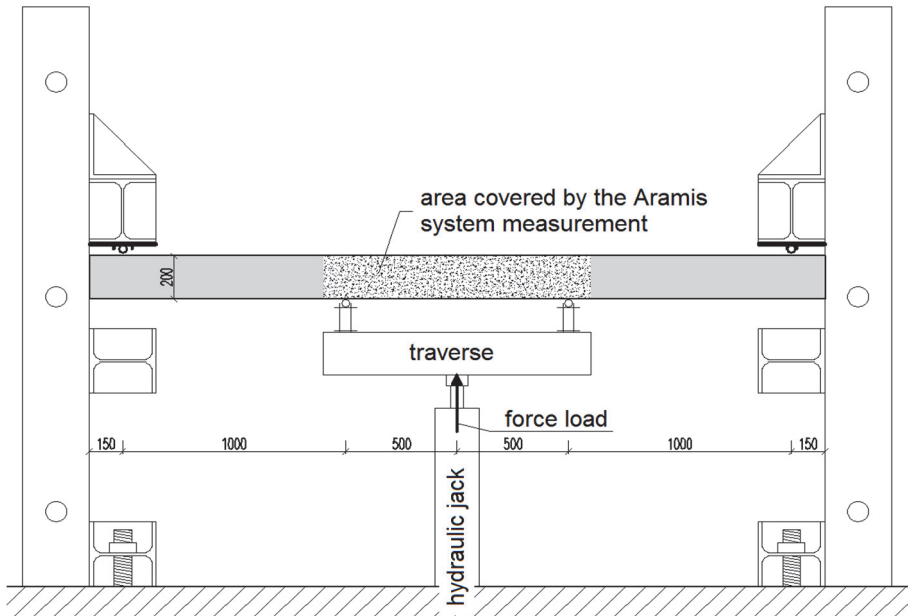 area covered by the Aramis
system measurement
200
traverse
force load
150 1000 500 500 1000 150
hydraulic jack